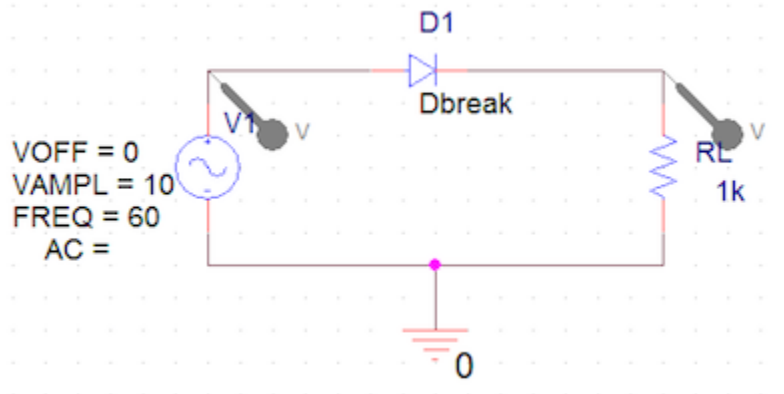 D1
Dbreak
V1
V
VOFF = 0
VAMPL = 10
FREQ = 60
AC =
V
RL
1k
0